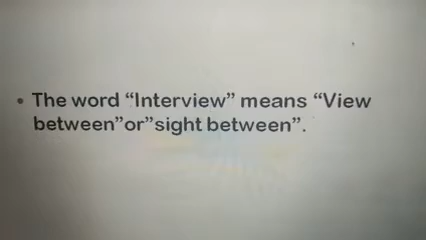 • The word “Interview” means “View
between”or”sight between”.